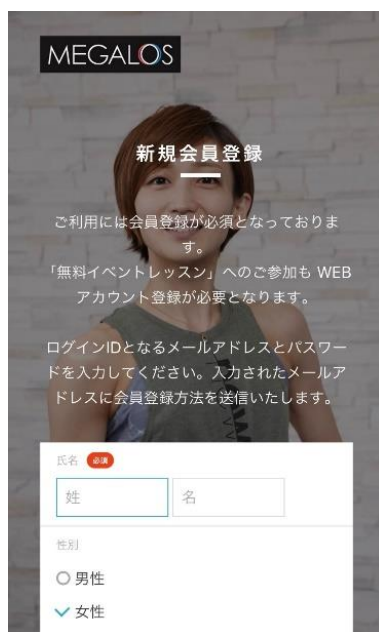 MEGALOS
新規会員登録
ご利用には会員登録が必須となっておりま
す。
「無料イベントレッスン」へのご参加も WEB
アカウント登録が必要となります。
ログインIDとなるメールアドレスとパスワー
ドを入力してください。入力されたメールア
ドレスに会員登録方法を送信いたします。
氏名 必須
姓 名
性別
男性
女性